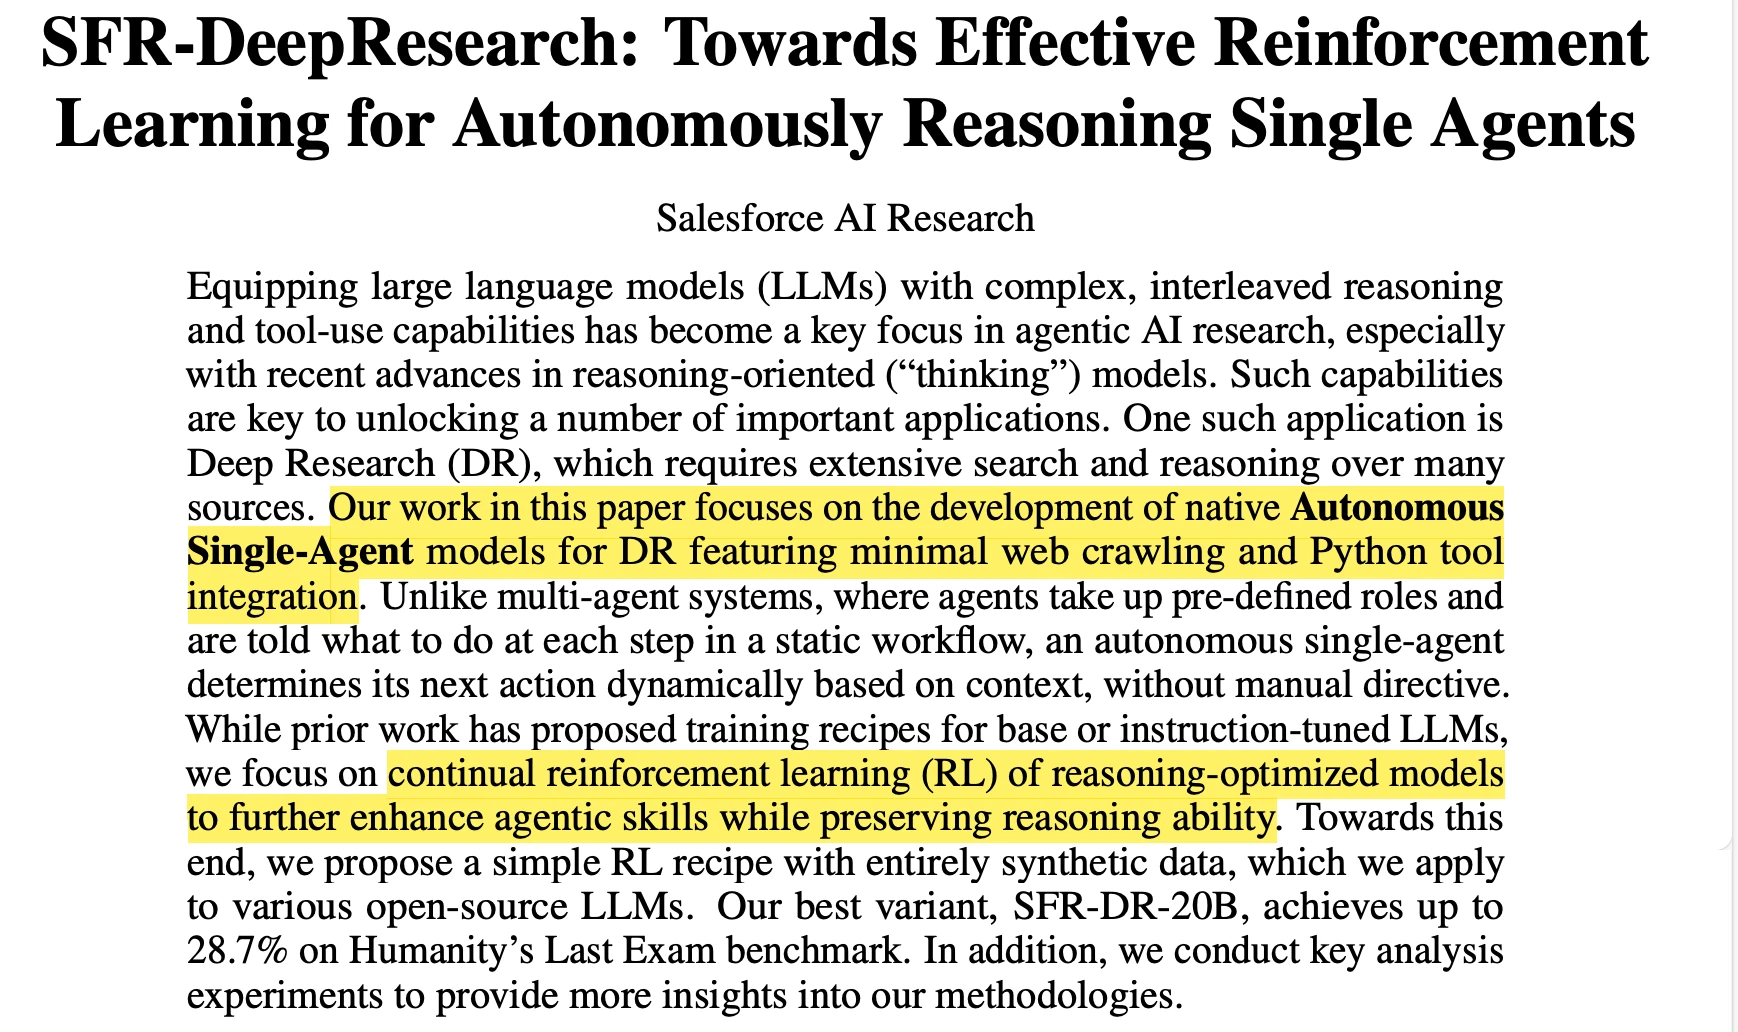 SFR-DeepResearch: Towards Effective Reinforcement
Learning for Autonomously Reasoning Single Agents
Salesforce AI Research
Equipping large language models (LLMs) with complex, interleaved reasoning
and tool-use capabilities has become a key focus in agentic AI research, especially
with recent advances in reasoning-oriented (“thinking”) models. Such capabilities
are key to unlocking a number of important applications. One such application is
Deep Research (DR), which requires extensive search and reasoning over many
sources. Our work in this paper focuses on the development of native Autonomous
Single-Agent models for DR featuring minimal web crawling and Python tool
integration. Unlike multi-agent systems, where agents take up pre-defined roles and
are told what to do at each step in a static workflow, an autonomous single-agent
determines its next action dynamically based on context, without manual directive.
While prior work has proposed training recipes for base or instruction-tuned LLMs,
we focus on continual reinforcement learning (RL) of reasoning-optimized models
to further enhance agentic skills while preserving reasoning ability. Towards this
end, we propose a simple RL recipe with entirely synthetic data, which we apply
to various open-source LLMs. Our best variant, SFR-DR-20B, achieves up to
28.7% on Humanity’s Last Exam benchmark. In addition, we conduct key analysis
experiments to provide more insights into our methodologies.